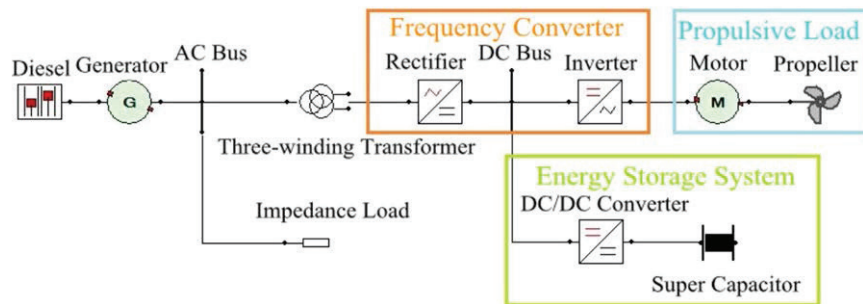 Frequency Converter
Propulsive Load
Diesel
Generator
AC Bus
Rectifier
DC Bus
Inverter
Motor
Propeller
G
M
Three-winding Transformer
Impedance Load
Energy Storage System
DC/DC Converter
Super Capacitor